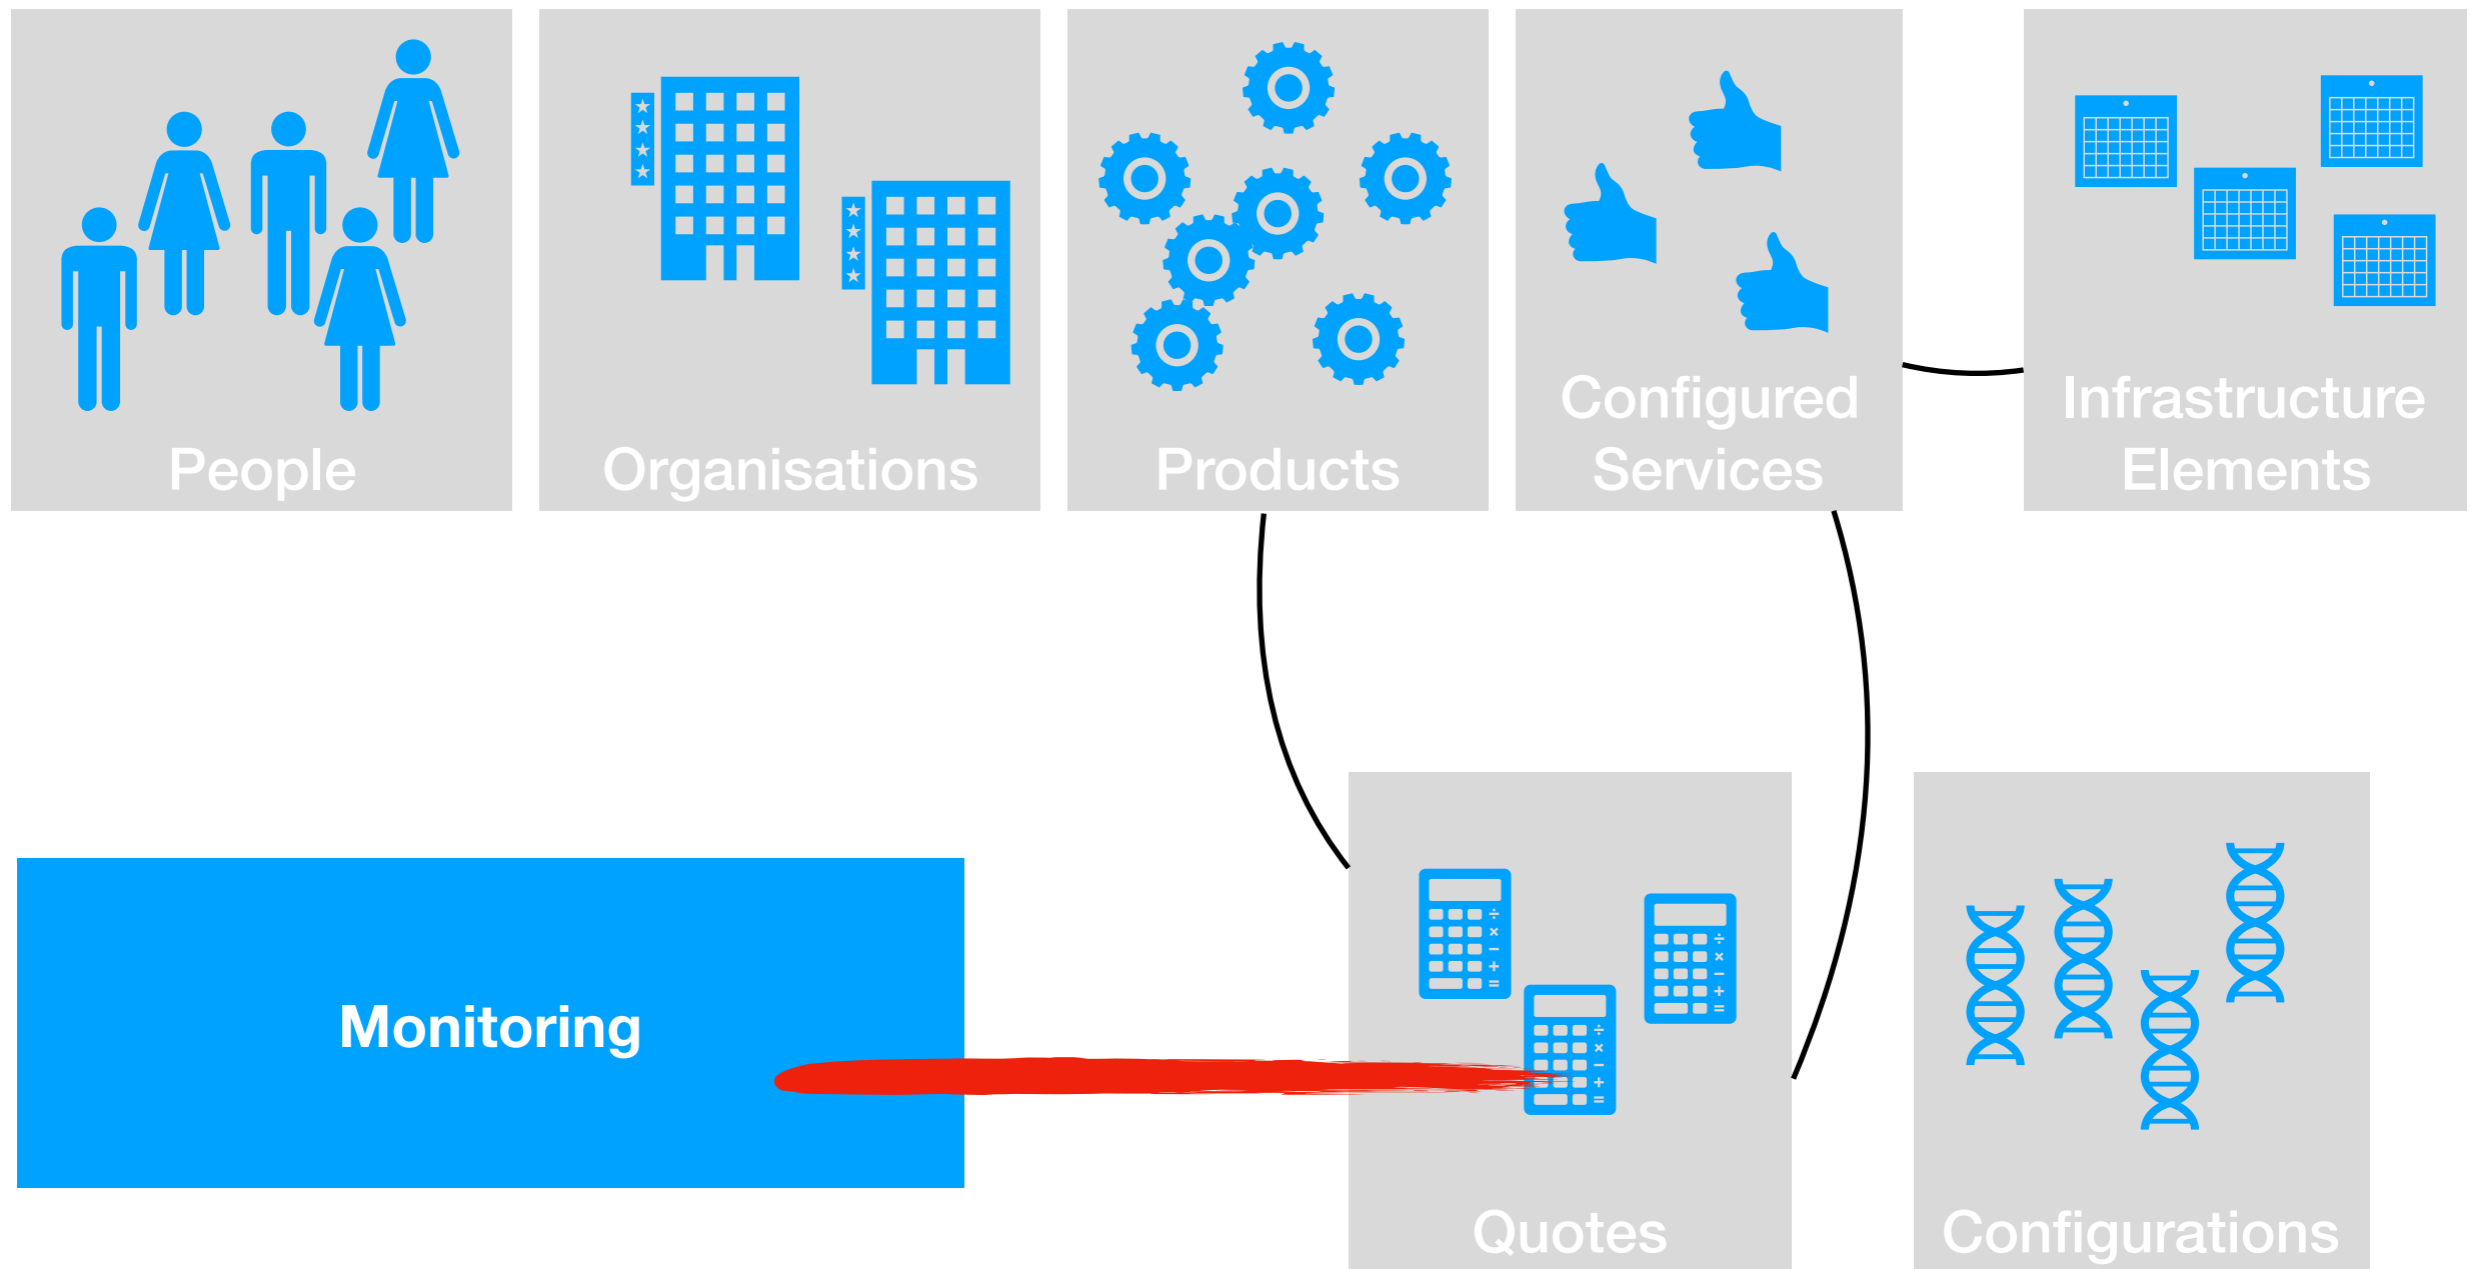 People
Organisations
Products
Configured
Services
Infrastructure
Elements
Monitoring
Quotes
Configurations